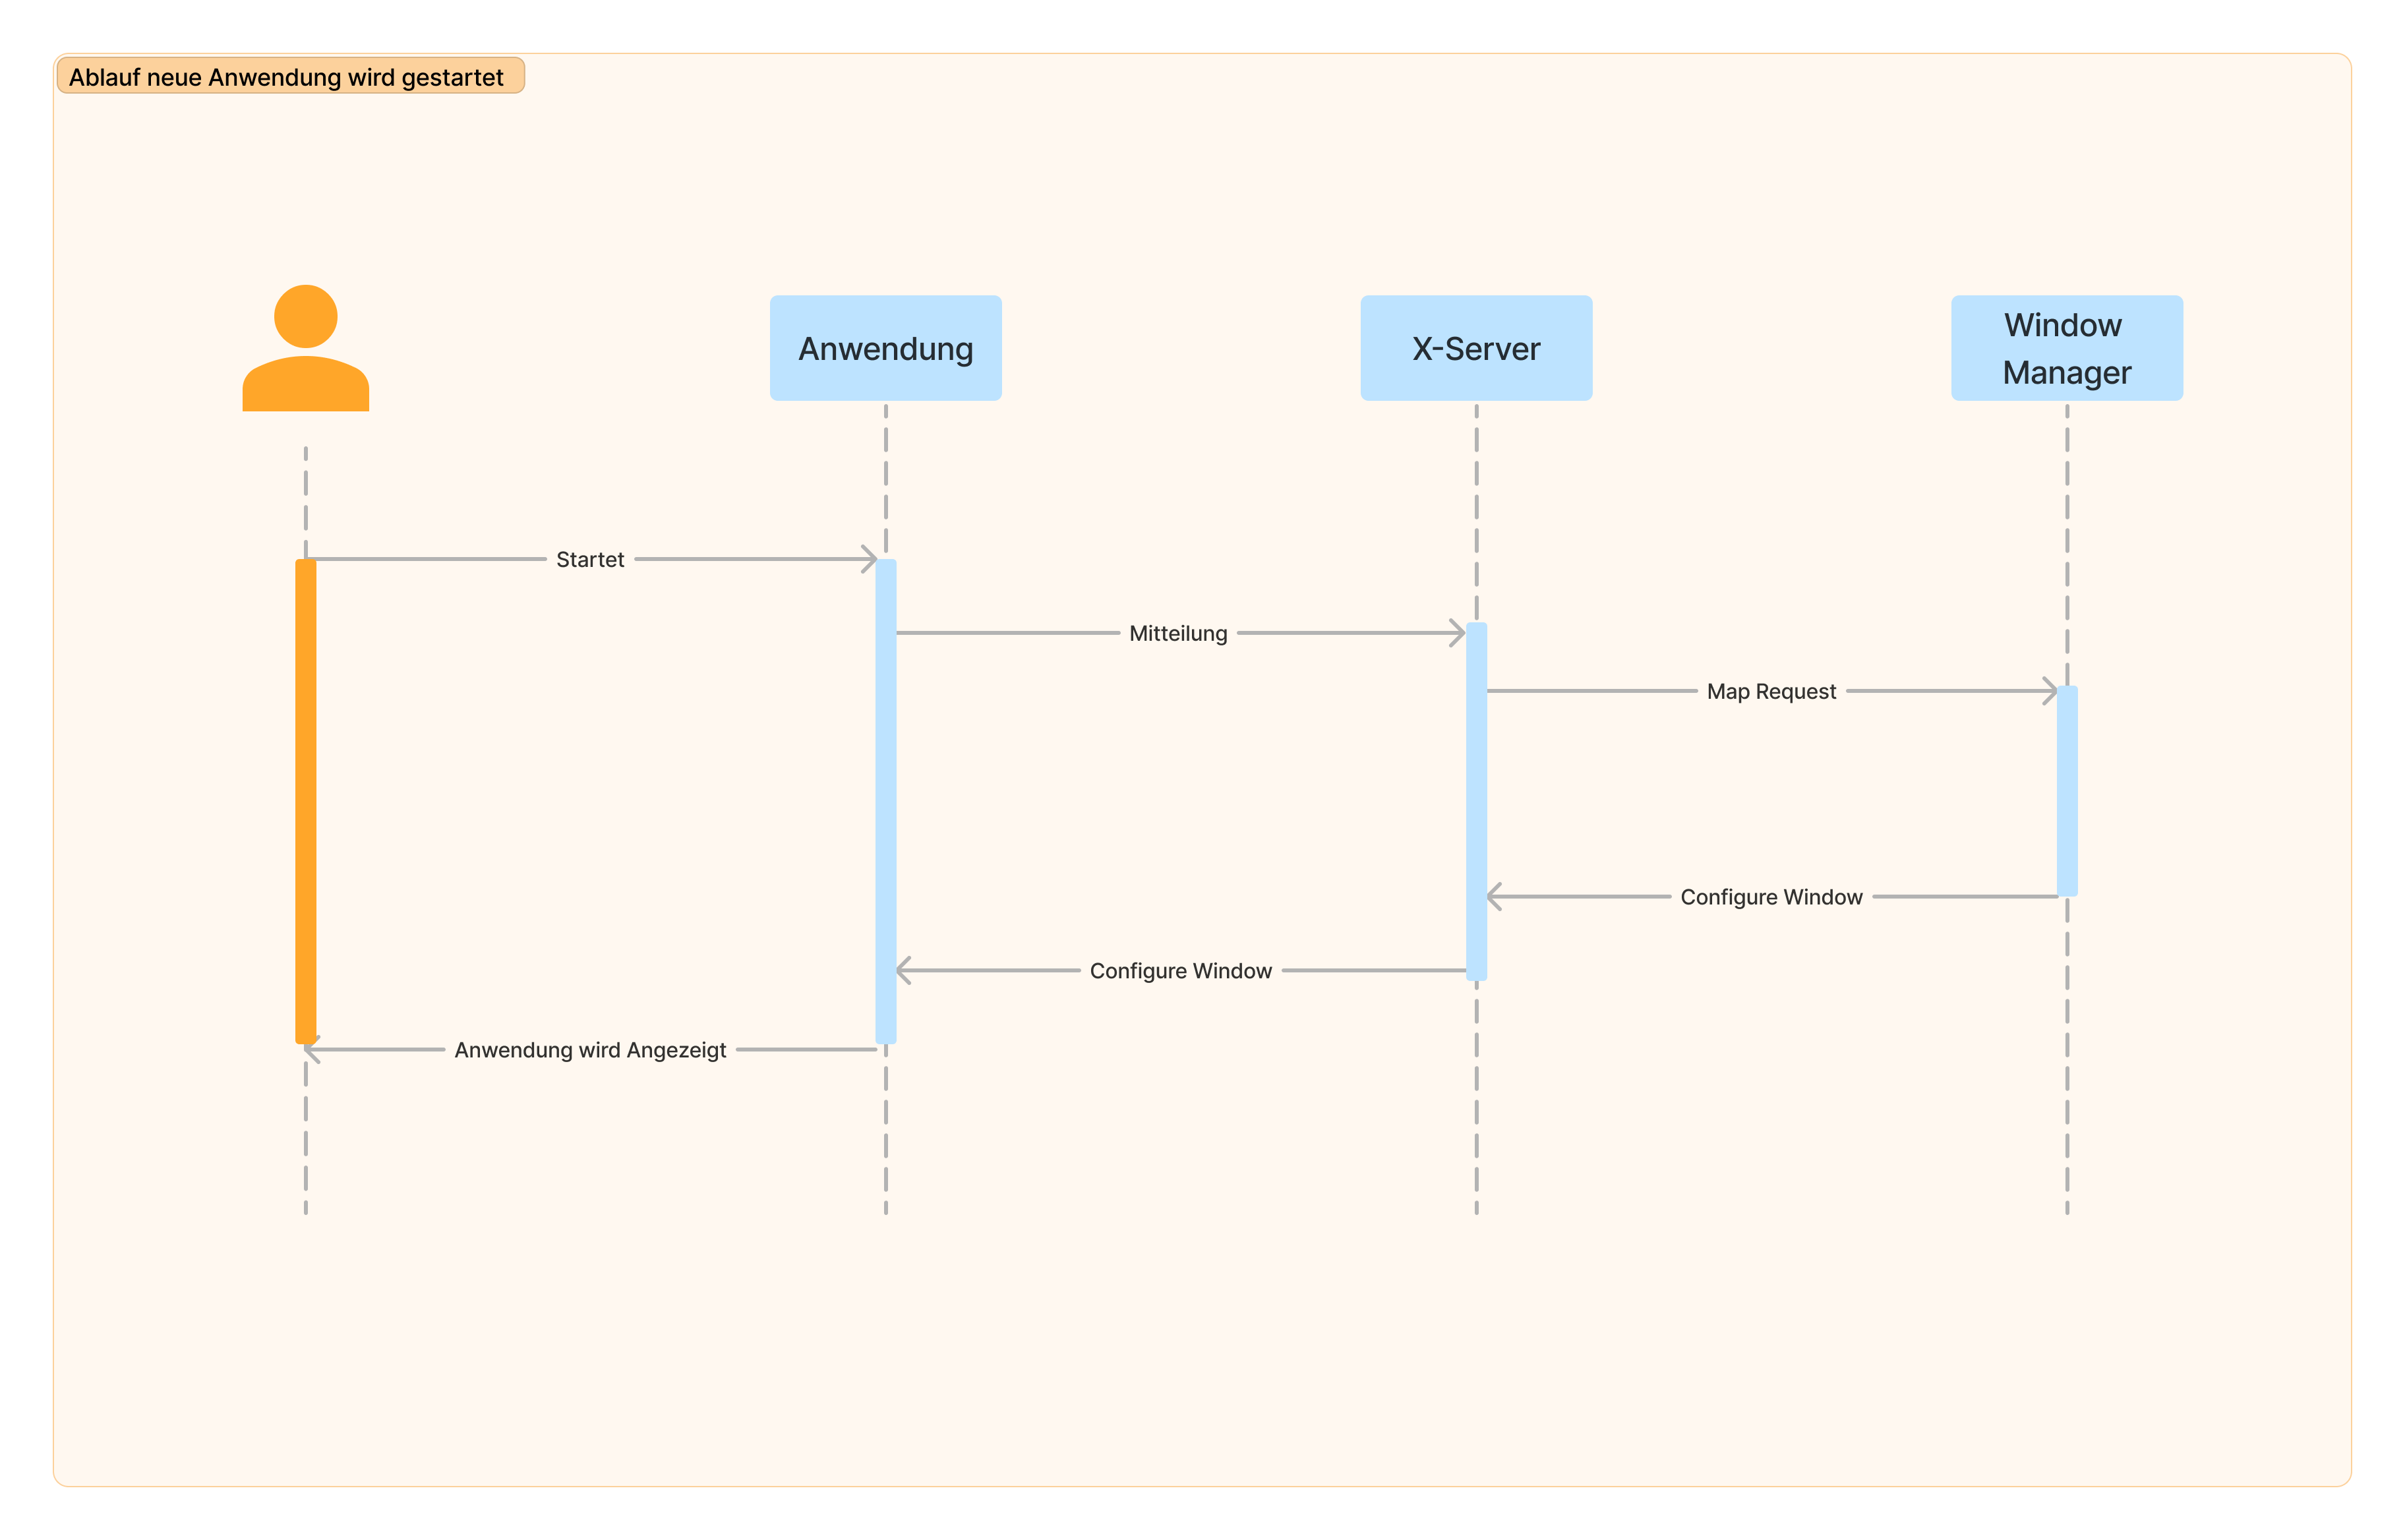 Ablauf neue Anwendung wird gestartet
Anwendung
X-Server
Window
Manager
Startet
Mitteilung
Map Request
Configure Window
Configure Window
Anwendung wird Angezeigt